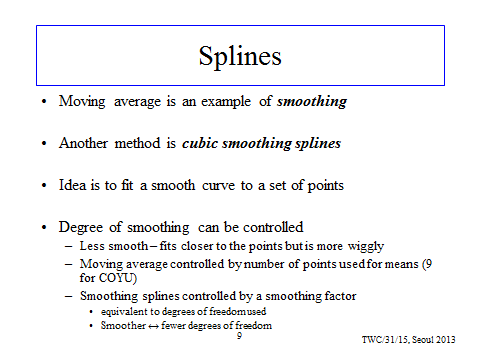 Splines
• Moving average is an example of smoothing
• Another method is cubic smoothing splines
• Idea is to fit a smooth curve to a set of points
• Degree of smoothing can be controlled
– Less smooth – fits closer to the points but is more wiggly
– Moving average controlled by number of points used for means (9
for COYU)
– Smoothing splines controlled by a smoothing factor
• equivalent to degrees of freedom used
• Smoother ↔ fewer degrees of freedom
9
TWC/31/15, Seoul 2013